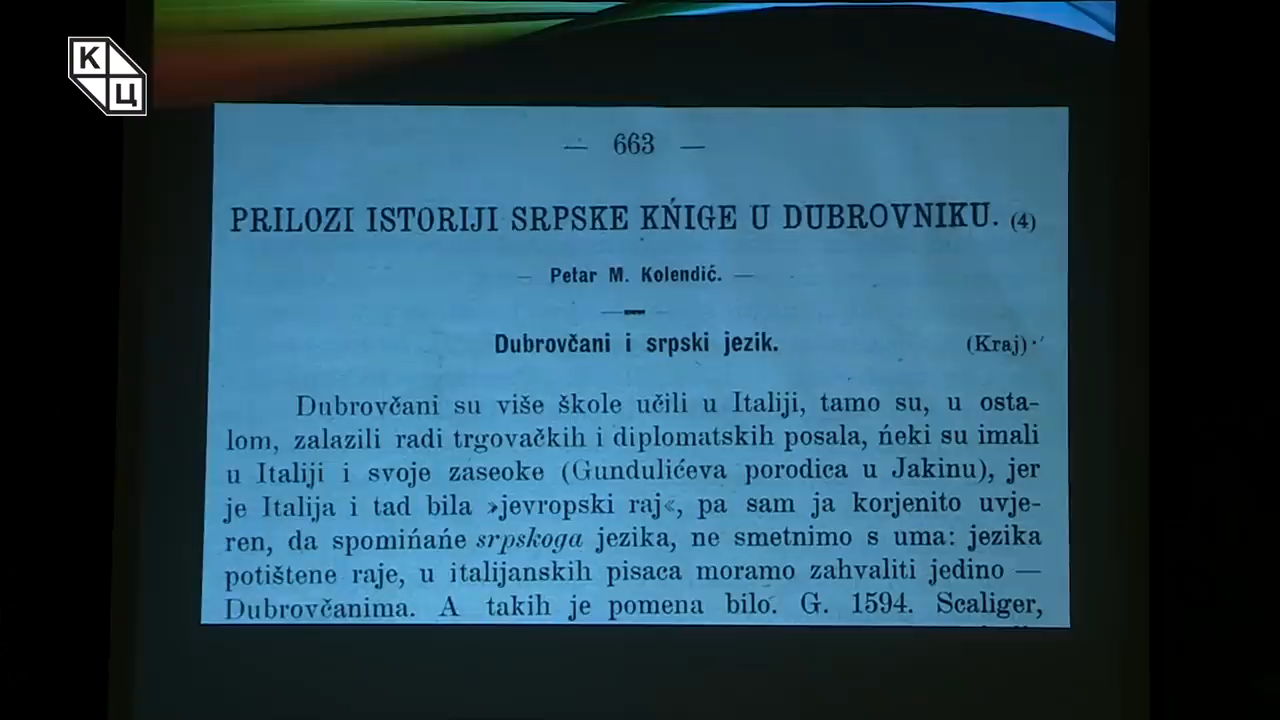 К
Ц
— 663 —
PRILOZI ISTORIJI SRPSKE KŃIGE U DUBROVNIKU. (4)
— Petar M. Kolendić. —
Dubrovčani i srpski jezik. (Kraj)
Dubrovčani su više škole učili u Italiji, tamo su, u osta-
lom, zalazili radi trgovačkih i diplomatskih posala, ńeki su imali
u Italiji i svoje zaseoke (Gundulićeva porodica u Jakinu), jer
je Italija i tad bila »jevropski raj«, pa sam ja korjenito uvje-
ren, da spomińańe srpskoga jezika, ne smetnimo s uma: jezika
potištene raje, u italijanskih pisaca moramo zahvaliti jedino —
Dubrovčanima. A takih je pomena bilo. G. 1594. Scaliger,